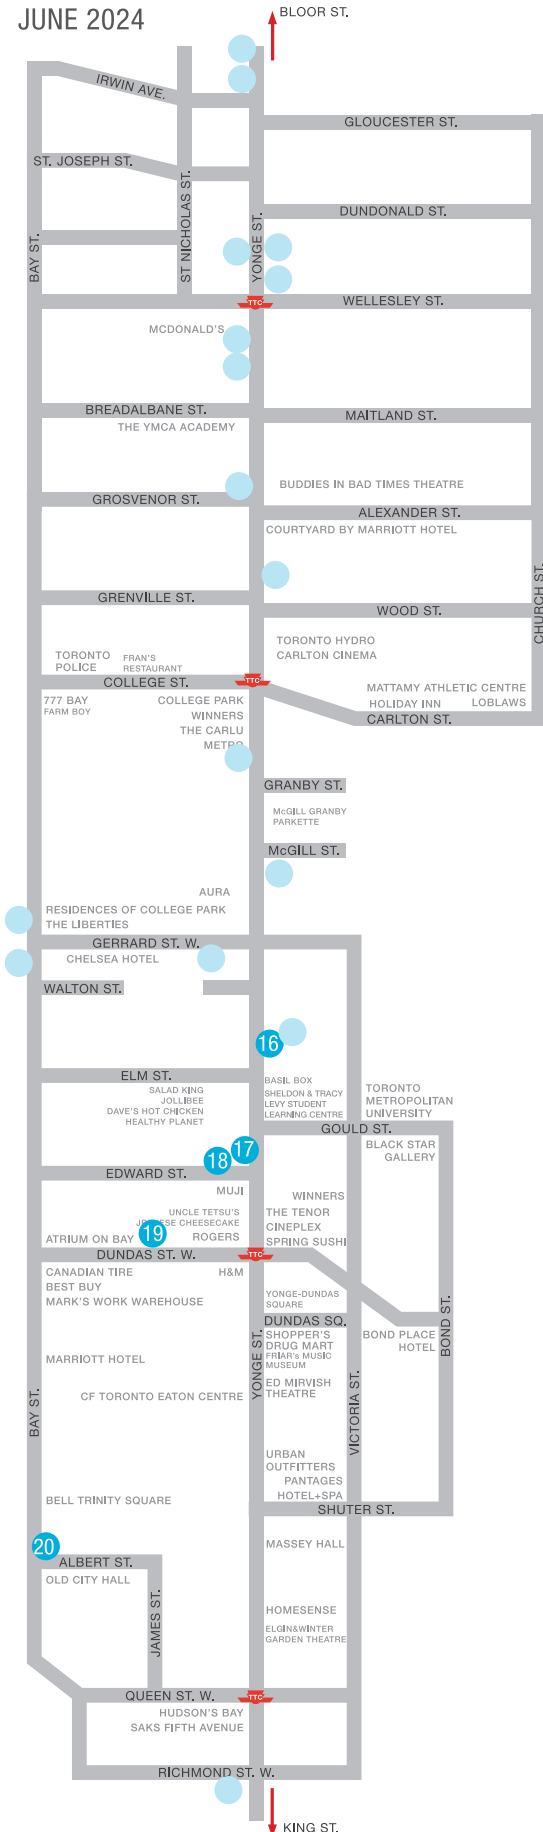 JUNE 2024
BLOOR ST.
IRWIN AVE.
GLOUCESTER ST.
ST. JOSEPH ST.
ST NICHOLAS ST.
DUNDONALD ST.
BAY ST.
YONGE ST.
TTC
WELLESLEY ST.
MCDONALD'S
BREADALBANE ST.
MAITLAND ST.
THE YMCA ACADEMY
BUDDIES IN BAD TIMES THEATRE
GROSVENOR ST.
ALEXANDER ST.
COURTYARD BY MARRIOTT HOTEL
CHURCH ST.
GRENVILLE ST.
WOOD ST.
TORONTO HYDRO
CARLTON CINEMA
TORONTO
POLICE
FRAN'S
RESTAURANT
COLLEGE ST.
TTC
MATTAMY ATHLETIC CENTRE
HOLIDAY INN
LOBLAWS
CARLTON ST.
777 BAY
FARM BOY
COLLEGE PARK
WINNERS
THE CARLU
METRO
GRANBY ST.
McGILL GRANBY
PARKETTE
McGILL ST.
AURA
RESIDENCES OF COLLEGE PARK
THE LIBERTIES
GERRARD ST. W.
CHELSEA HOTEL
WALTON ST.
16
ELM ST.
BASIL BOX
SHELDON & TRACY
LEVY STUDENT
LEARNING CENTRE
TORONTO
METROPOLITAN
UNIVERSITY
SALAD KING
JOLLIBEE
DAVE'S HOT CHICKEN
HEALTHY PLANET
GOULD ST.
BLACK STAR
GALLERY
17
18
EDWARD ST.
MUJI
WINNERS
UNCLE TETSU'S
CHEESECAKE
THE TENOR
CINEPLEX
SPRING SUSHI
19
ATRIUM ON BAY
ROGERS
DUNDAS ST. W.
TTC
CANADIAN TIRE
BEST BUY
MARK'S WORK WAREHOUSE
H&M
YONGE-DUNDAS
SQUARE
DUNDAS SQ.
BOND ST.
SHOPPER'S
DRUG MART
FRIAR's MUSIC
MUSEUM
BOND PLACE
HOTEL
MARRIOTT HOTEL
ED MIRVISH
THEATRE
CF TORONTO EATON CENTRE
YONGE ST.
BAY ST.
VICTORIA ST.
URBAN
OUTFITTERS
PANTAGES
HOTEL+SPA
BELL TRINITY SQUARE
SHUTER ST.
20
MASSEY HALL
ALBERT ST.
OLD CITY HALL
JAMES ST.
HOMESENSE
ELGIN&WINTER
GARDEN THEATRE
QUEEN ST. W.
TTC
HUDSON'S BAY
SAKS FIFTH AVENUE
RICHMOND ST. W.
KING ST.